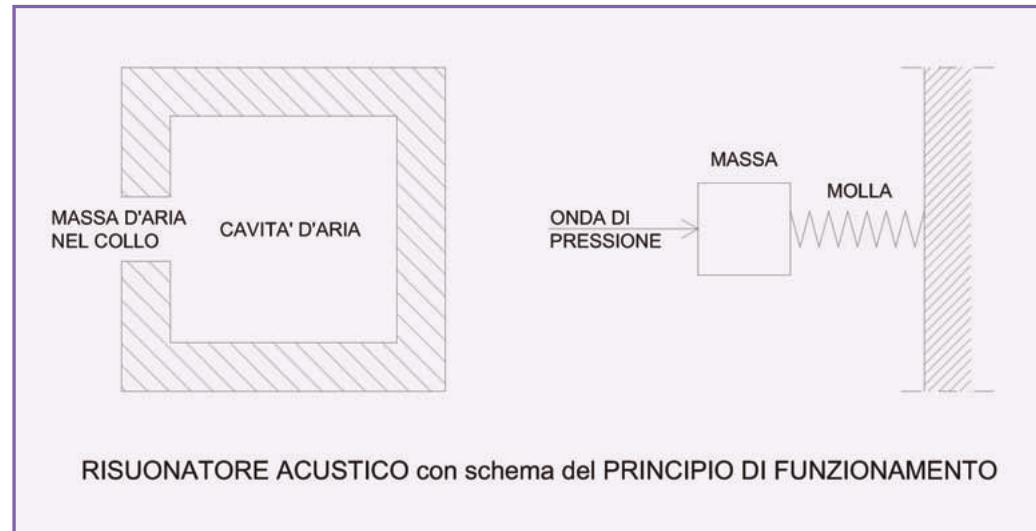 MASSA D'ARIA
NEL COLLO
CAVITA' D'ARIA
MASSA
MOLLA
ONDA DI
PRESSIONE
RISUONATORE ACUSTICO con schema del PRINCIPIO DI FUNZIONAMENTO